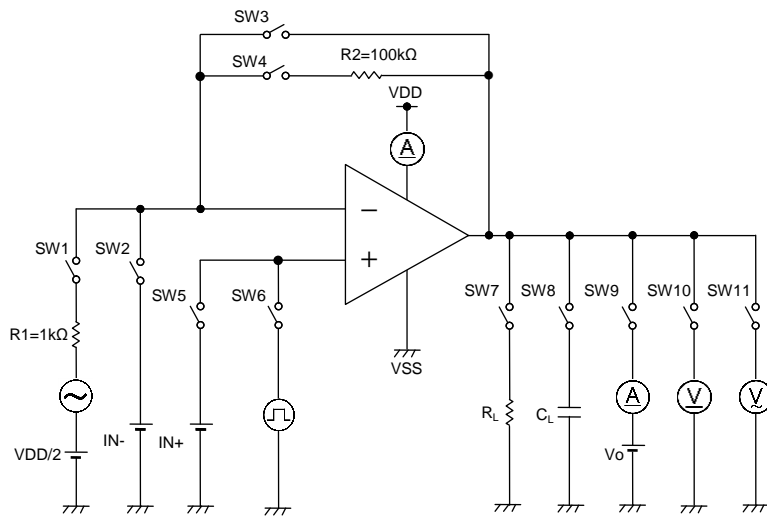 SW3
SW4
R2=100kΩ
VDD
A
−
+
SW1
SW2
SW5
SW6
SW7
SW8
SW9
SW10
SW11
R1=1kΩ
VSS
VDD/2
IN-
IN+
RL
CL
A
V
V
Vo